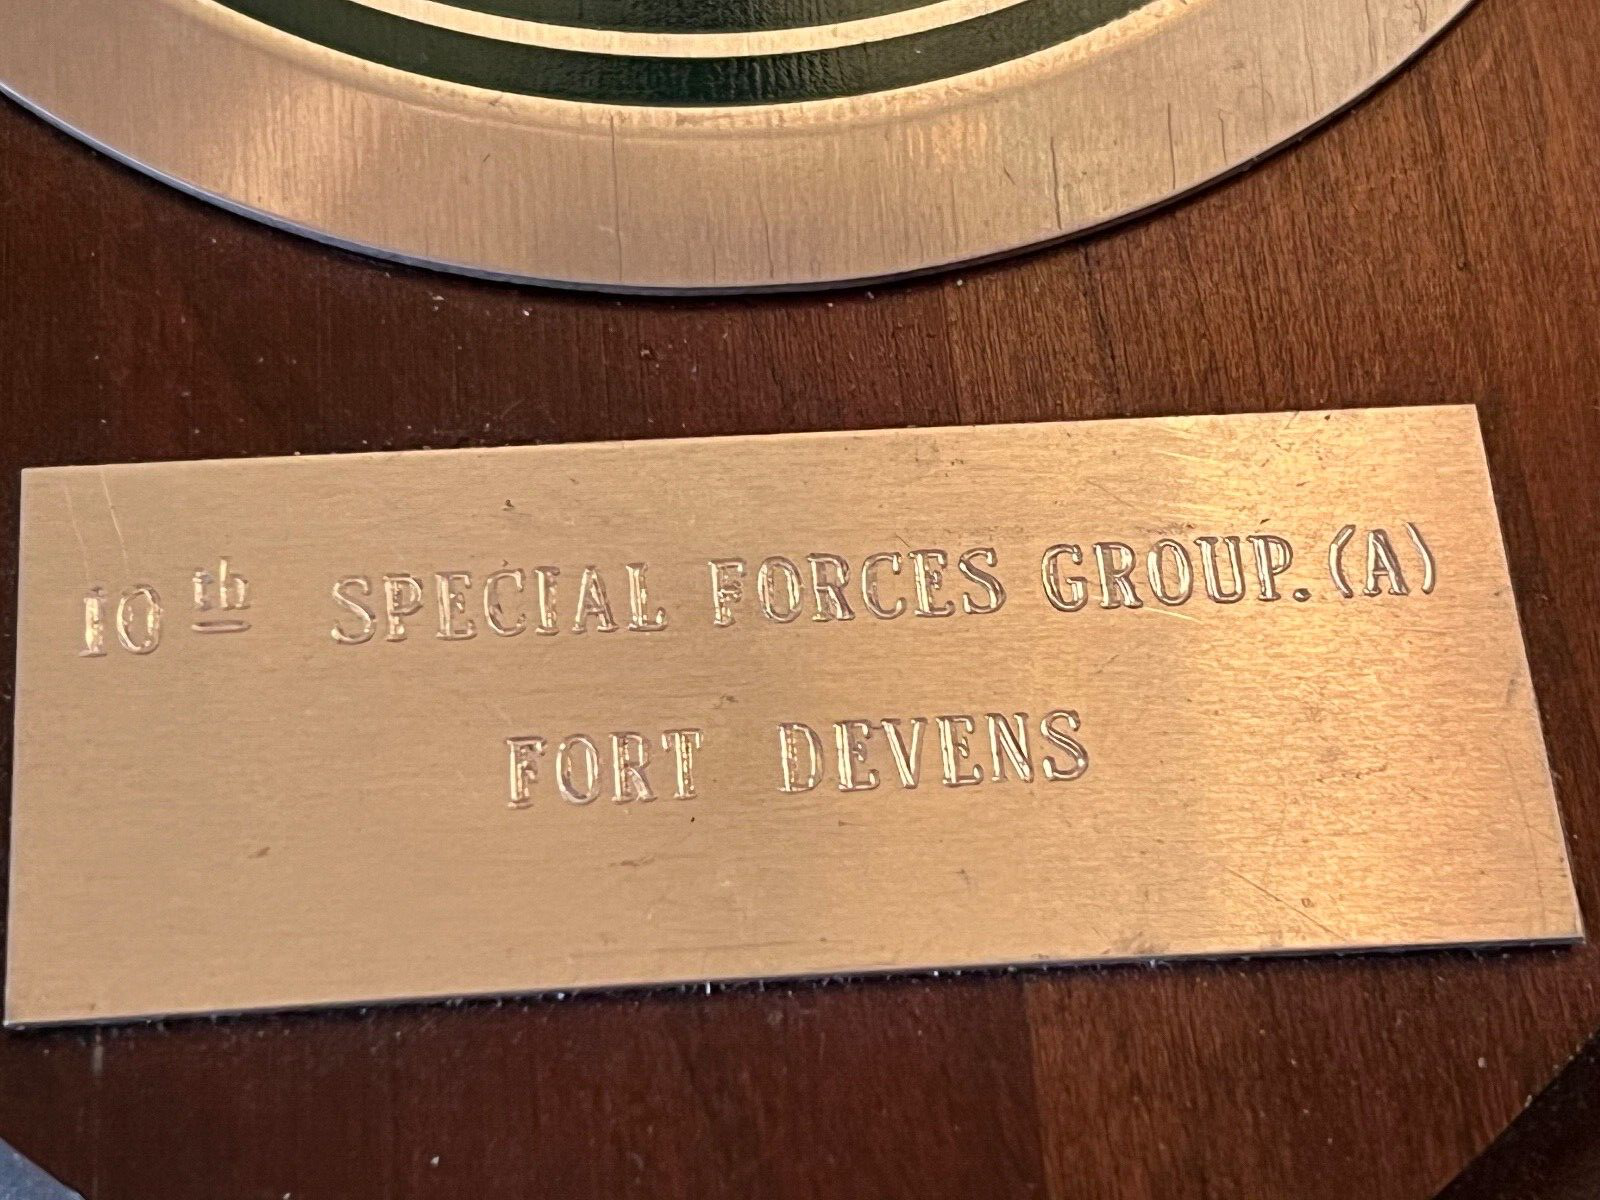 10th SPECIAL FORCES GROUP. (A)
FORT DEVENS